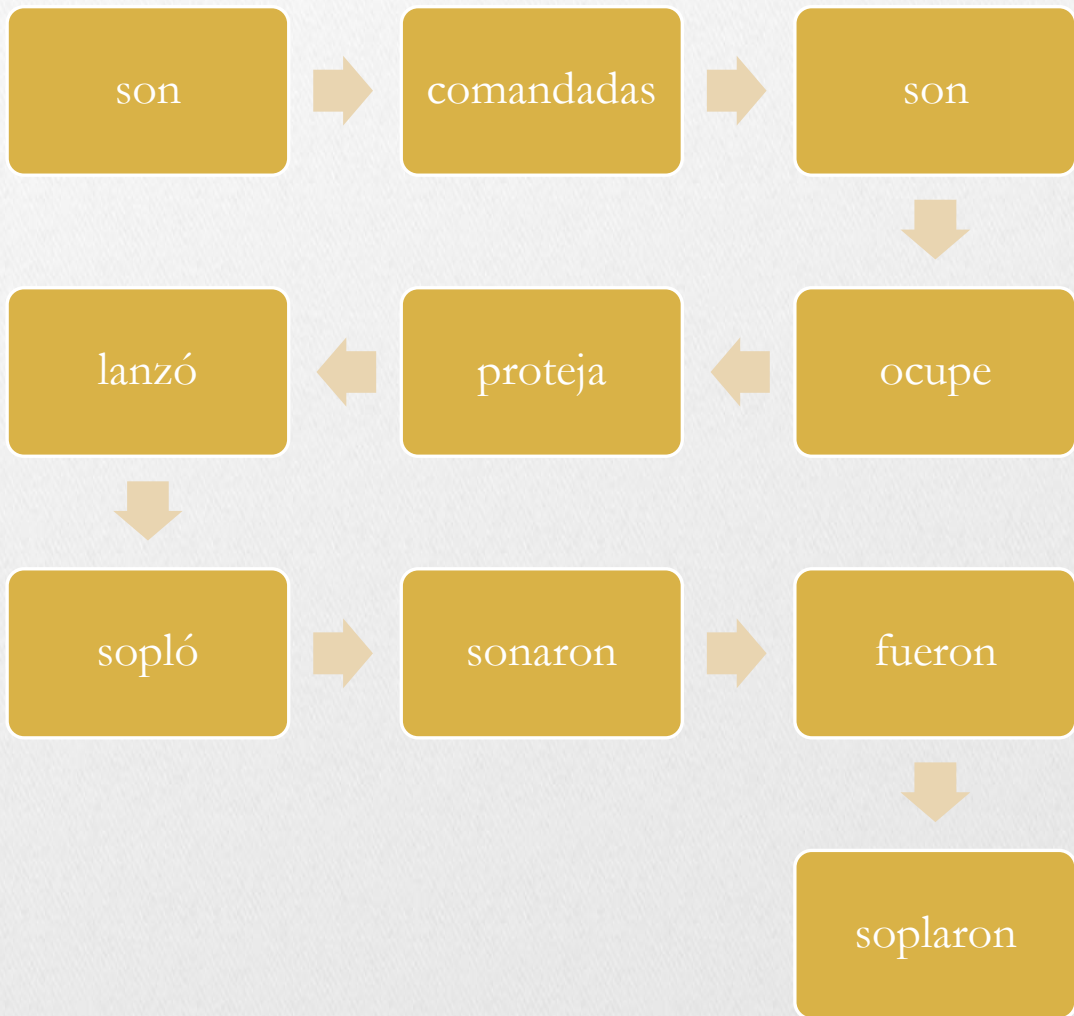 son
comandadas
son
ocupe
proteja
lanzó
sopló
sonaron
fueron
soplaron